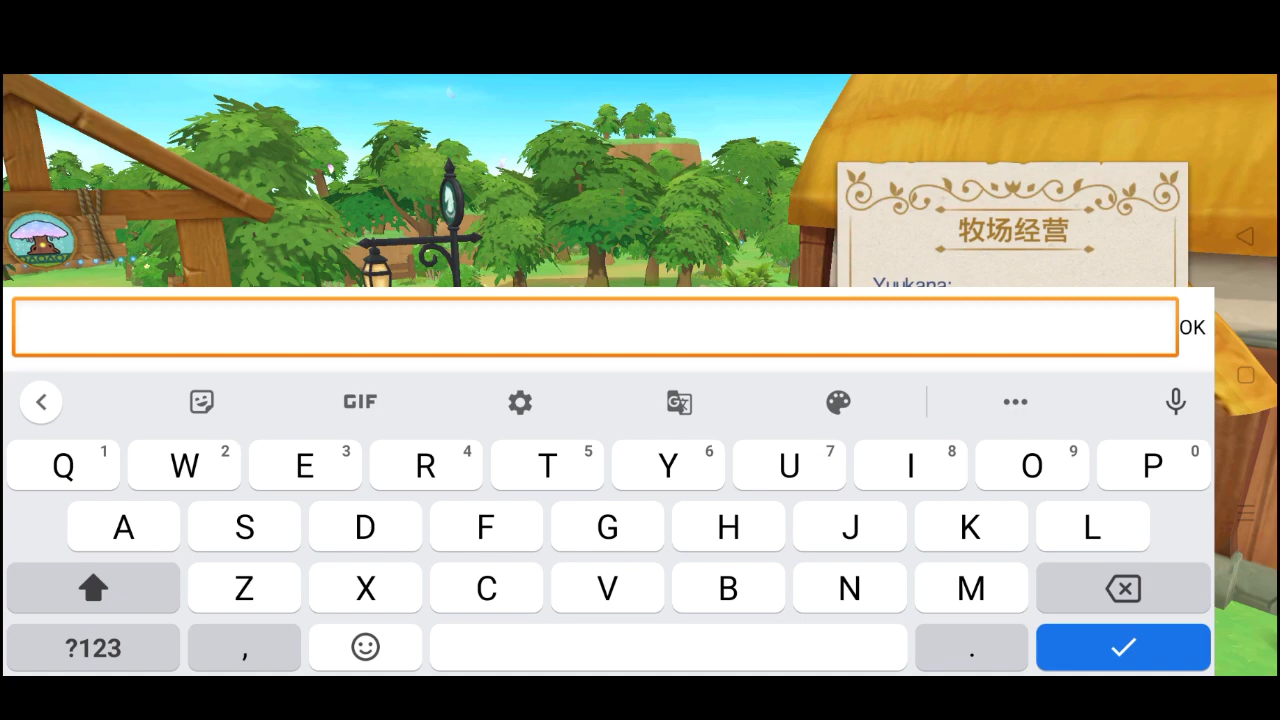 牧场经营
Yuukana:
OK
GIF
Q 1 W 2 E 3 R 4 T 5 Y 6 U 7 I 8 O 9 P 0
A S D F G H J K L
Z X C V B N M
?123 , .